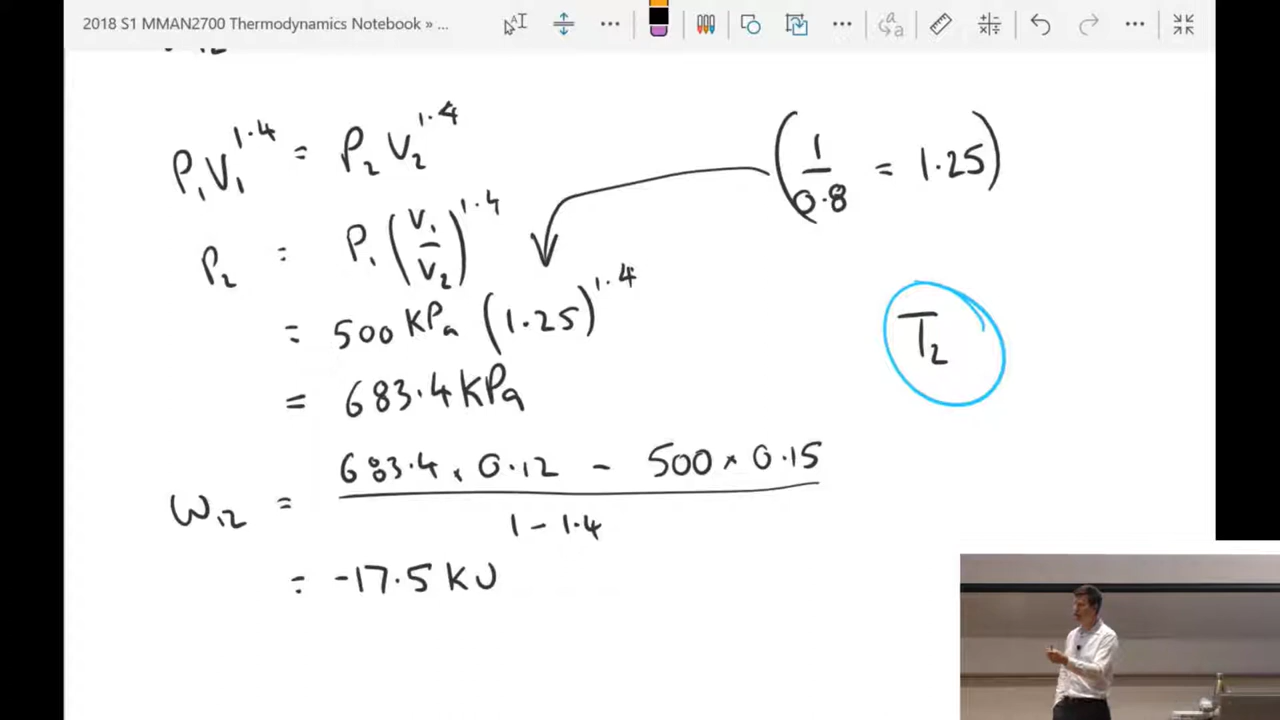 2018 S1 MMAN2700 Thermodynamics Notebook » ...
P₁V₁^1.4 = P₂V₂^1.4
(1/0.8 = 1.25)
P₂ = P₁(V₁/V₂)^1.4
= 500 kPa (1.25)^1.4
T₂
= 683.4 kPa
W₁₂ = (683.4 × 0.12 - 500 × 0.15)/(1 - 1.4)
= -17.5 kJ